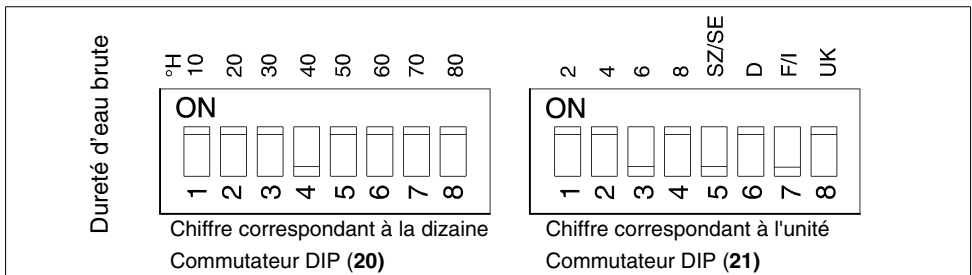 Dureté d'eau brute
°H 10 20 30 40 50 60 70 80
ON
1 2 3 4 5 6 7 8
Chiffre correspondant à la dizaine
Commutateur DIP (20)
2 4 6 8 SZ/SE D F/I UK
ON
1 2 3 4 5 6 7 8
Chiffre correspondant à l'unité
Commutateur DIP (21)